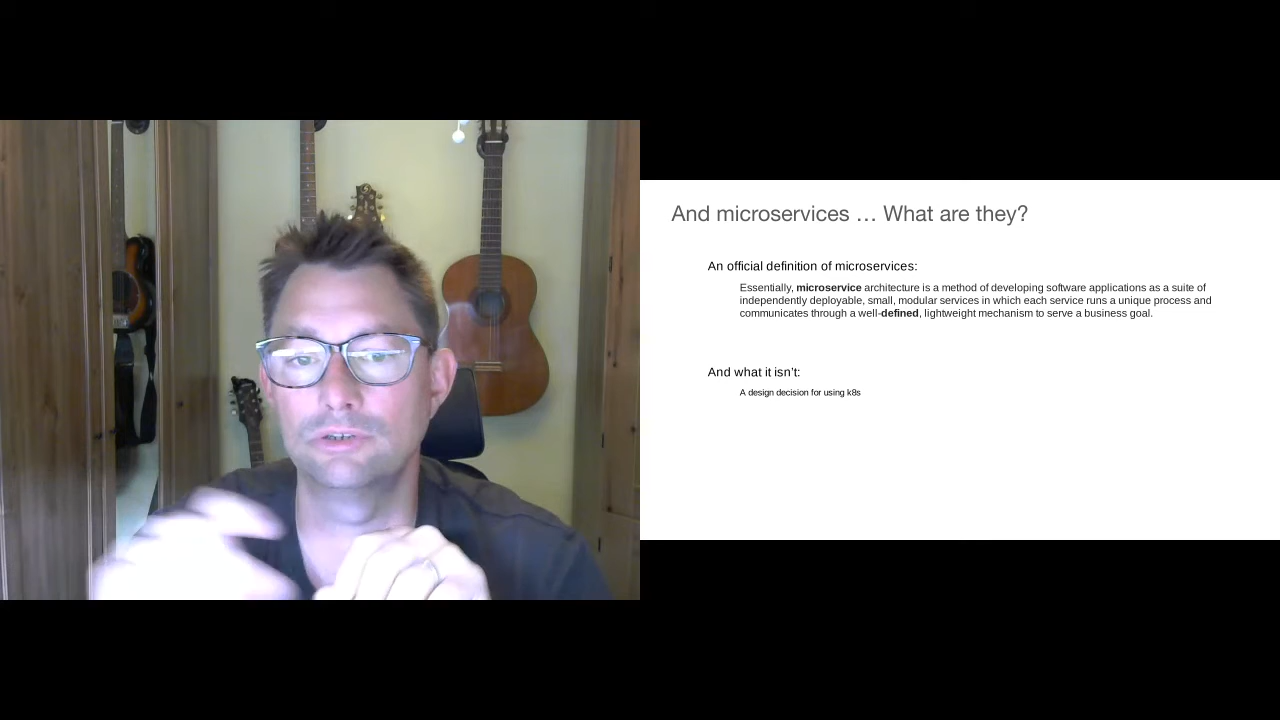 And microservices … What are they?
An official definition of microservices:
Essentially, microservice architecture is a method of developing software applications as a suite of
independently deployable, small, modular services in which each service runs a unique process and
communicates through a well-defined, lightweight mechanism to serve a business goal.
And what it isn't:
A design decision for using k8s